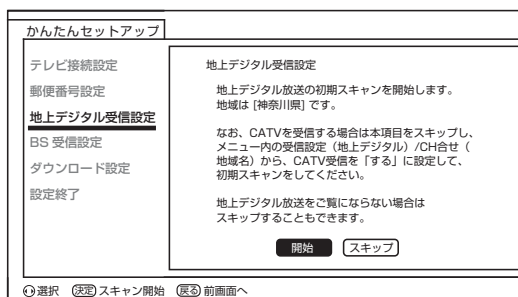 かんたんセットアップ
テレビ接続設定
郵便番号設定
地上デジタル受信設定
BS 受信設定
ダウンロード設定
設定終了
地上デジタル受信設定
地上デジタル放送の初期スキャンを開始します。
地域は [神奈川県] です。
なお、CATVを受信する場合は本項目をスキップし、
メニュー内の受信設定（地上デジタル）/CH合せ（
地域名）から、CATV受信を「する」に設定して、
初期スキャンをしてください。
地上デジタル放送をご覧にならない場合は
スキップすることもできます。
開始 スキップ
選択 決定 スキャン開始 戻る 前画面へ